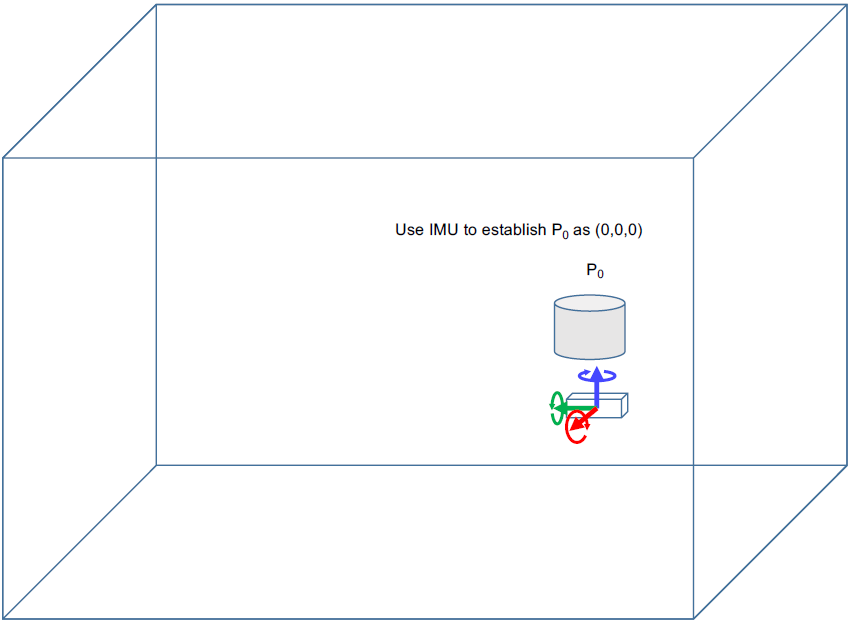 Use IMU to establish P₀ as (0,0,0)
P₀